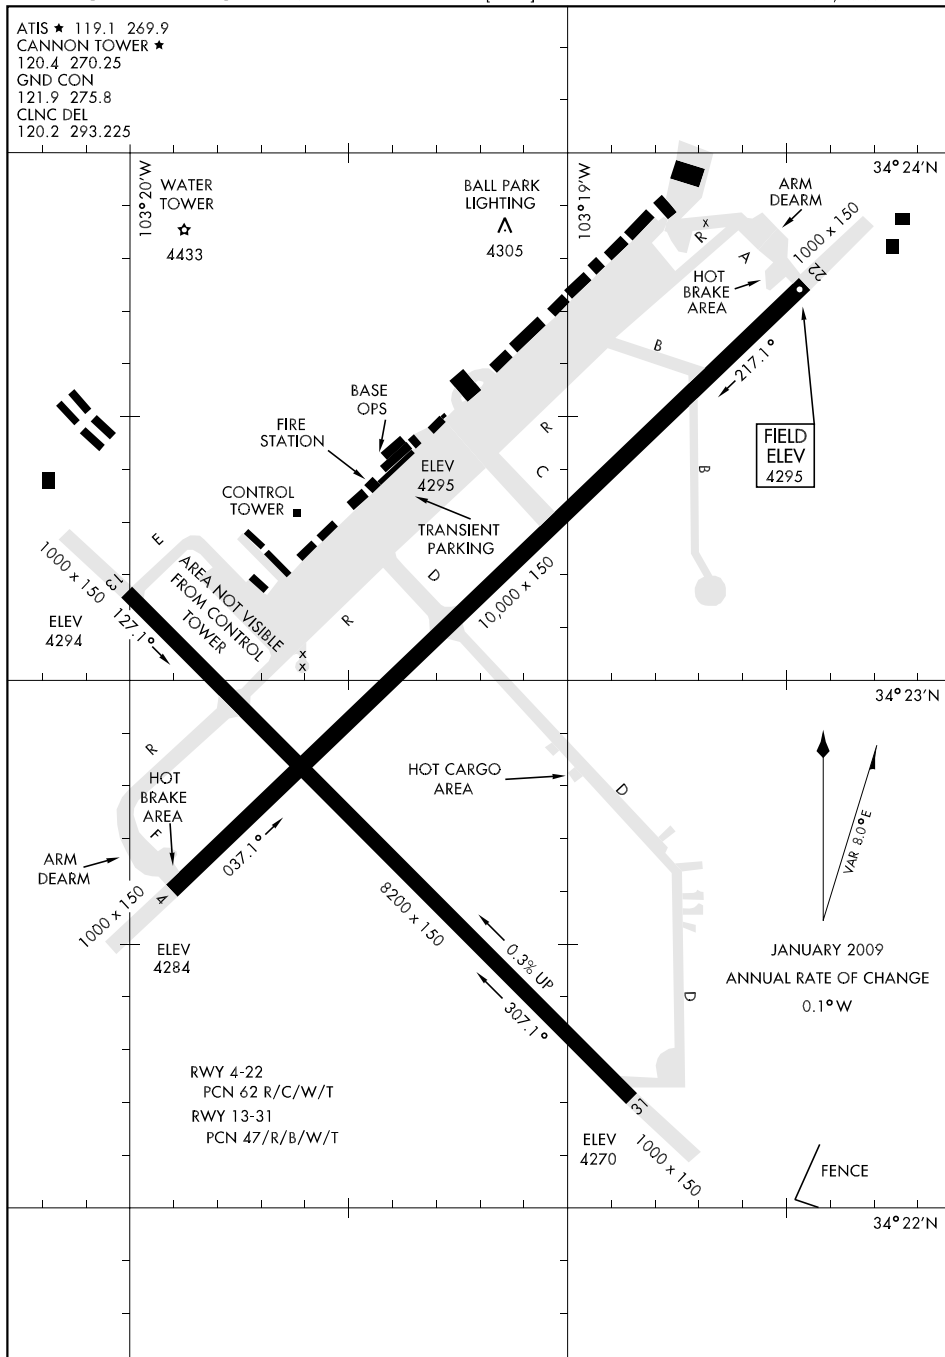 ATIS ★ 119.1 269.9
CANNON TOWER ★
120.4 270.25
GND CON
121.9 275.8
CLNC DEL
120.2 293.225
103°20'W
WATER
TOWER
4433
BALL PARK
LIGHTING
4305
103°19'W
34°24'N
ARM
DEARM
1000 x 150
22
x
R
A
HOT
BRAKE
AREA
217.1°
B
B
FIELD
ELEV
4295
BASE
OPS
FIRE
STATION
ELEV
4295
R
C
CONTROL
TOWER
TRANSIENT
PARKING
D
10,000 x 150
E
AREA NOT VISIBLE
FROM CONTROL
TOWER
R
x
x
1000 x 150
13
ELEV
4294
127.1°
34°23'N
R
HOT
BRAKE
AREA
F
ARM
DEARM
037.1°
1000 x 150
4
ELEV
4284
HOT CARGO
AREA
D
8200 x 150
0.3% UP
307.1°
D
VAR 8.0°E
JANUARY 2009
ANNUAL RATE OF CHANGE
0.1°W
RWY 4-22
PCN 62 R/C/W/T
RWY 13-31
PCN 47/R/B/W/T
31
ELEV
4270
1000 x 150
FENCE
34°22'N